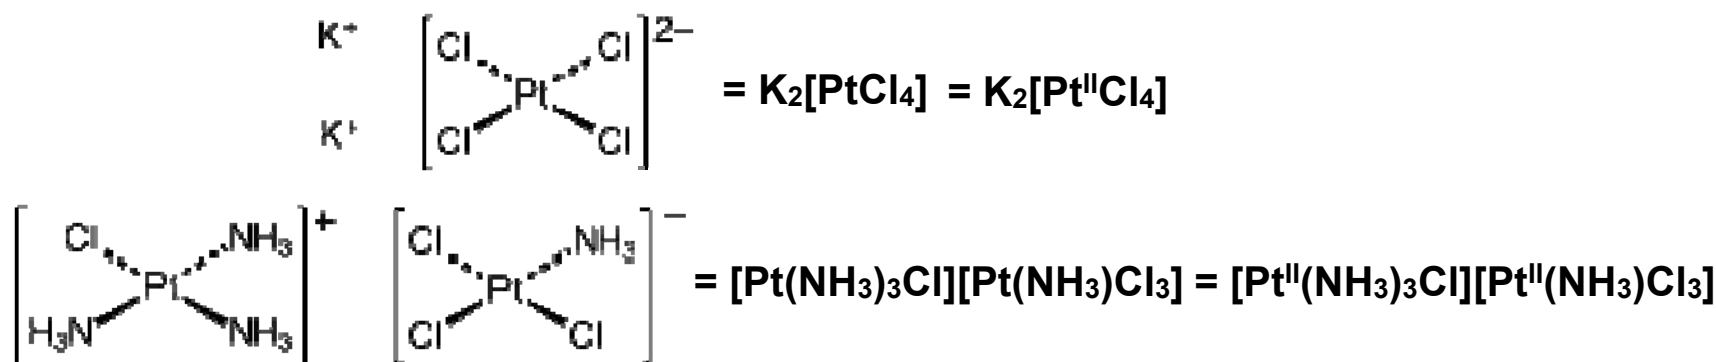 K⁺ [Cl Cl Pt Cl Cl]²⁻ = K₂[PtCl₄] = K₂[PtᴵᴵCl₄]
K⁺
[Cl NH₃ Pt H₃N NH₃]⁺ [Cl NH₃ Pt Cl Cl]⁻ = [Pt(NH₃)₃Cl][Pt(NH₃)Cl₃] = [Ptᴵᴵ(NH₃)₃Cl][Ptᴵᴵ(NH₃)Cl₃]